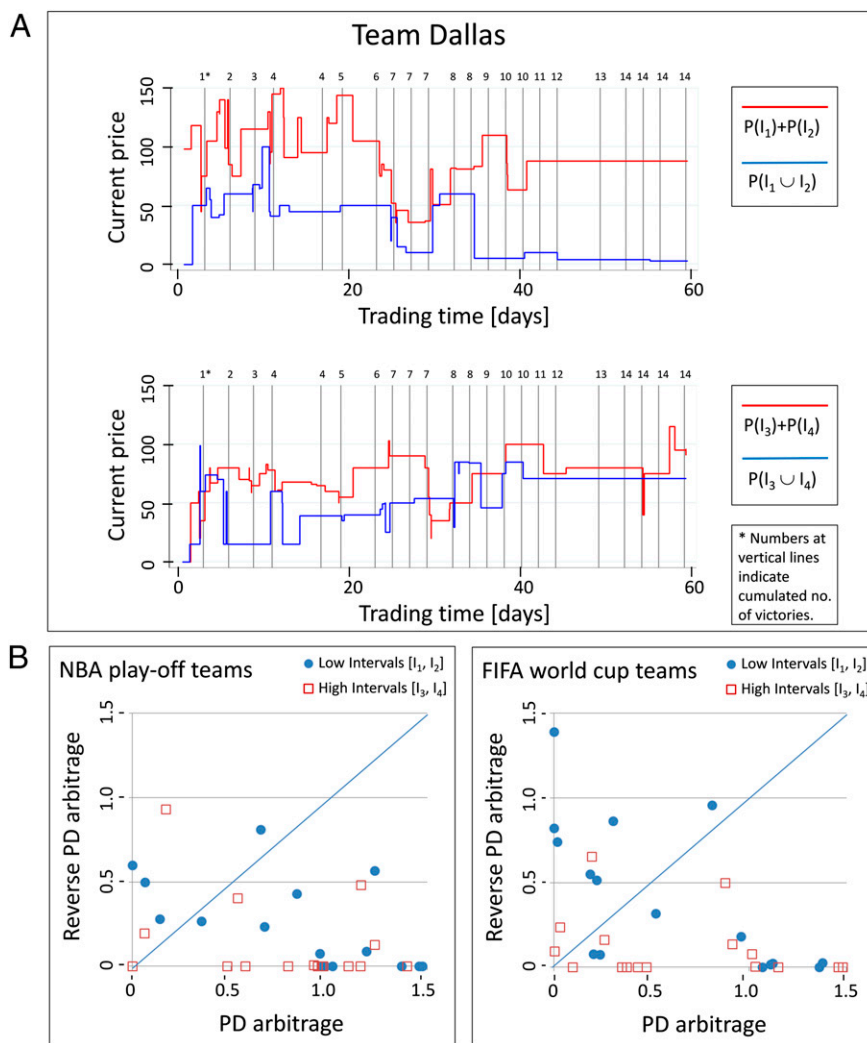 A
Team Dallas
1* 2 3 4 4 5 6 7 7 7 8 8 9 10 10 11 12 13 14 14 14 14
150
100
50
0
Current price
0 20 40 60
Trading time [days]
P(I₁)+P(I₂)
P(I₁ ∪ I₂)
1* 2 3 4 4 5 6 7 7 7 8 8 9 10 10 11 12 13 14 14 14 14
150
100
50
0
Current price
0 20 40 60
Trading time [days]
P(I₃)+P(I₄)
P(I₃ ∪ I₄)
* Numbers at
vertical lines
indicate
cumulated no.
of victories.
B
NBA play-off teams
Low Intervals [I₁, I₂]
High Intervals [I₃, I₄]
1.5
1.0
0.5
0
Reverse PD arbitrage
0 0.5 1.0 1.5
PD arbitrage
FIFA world cup teams
Low Intervals [I₁, I₂]
High Intervals [I₃, I₄]
1.5
1.0
0.5
0
Reverse PD arbitrage
0 0.5 1.0 1.5
PD arbitrage